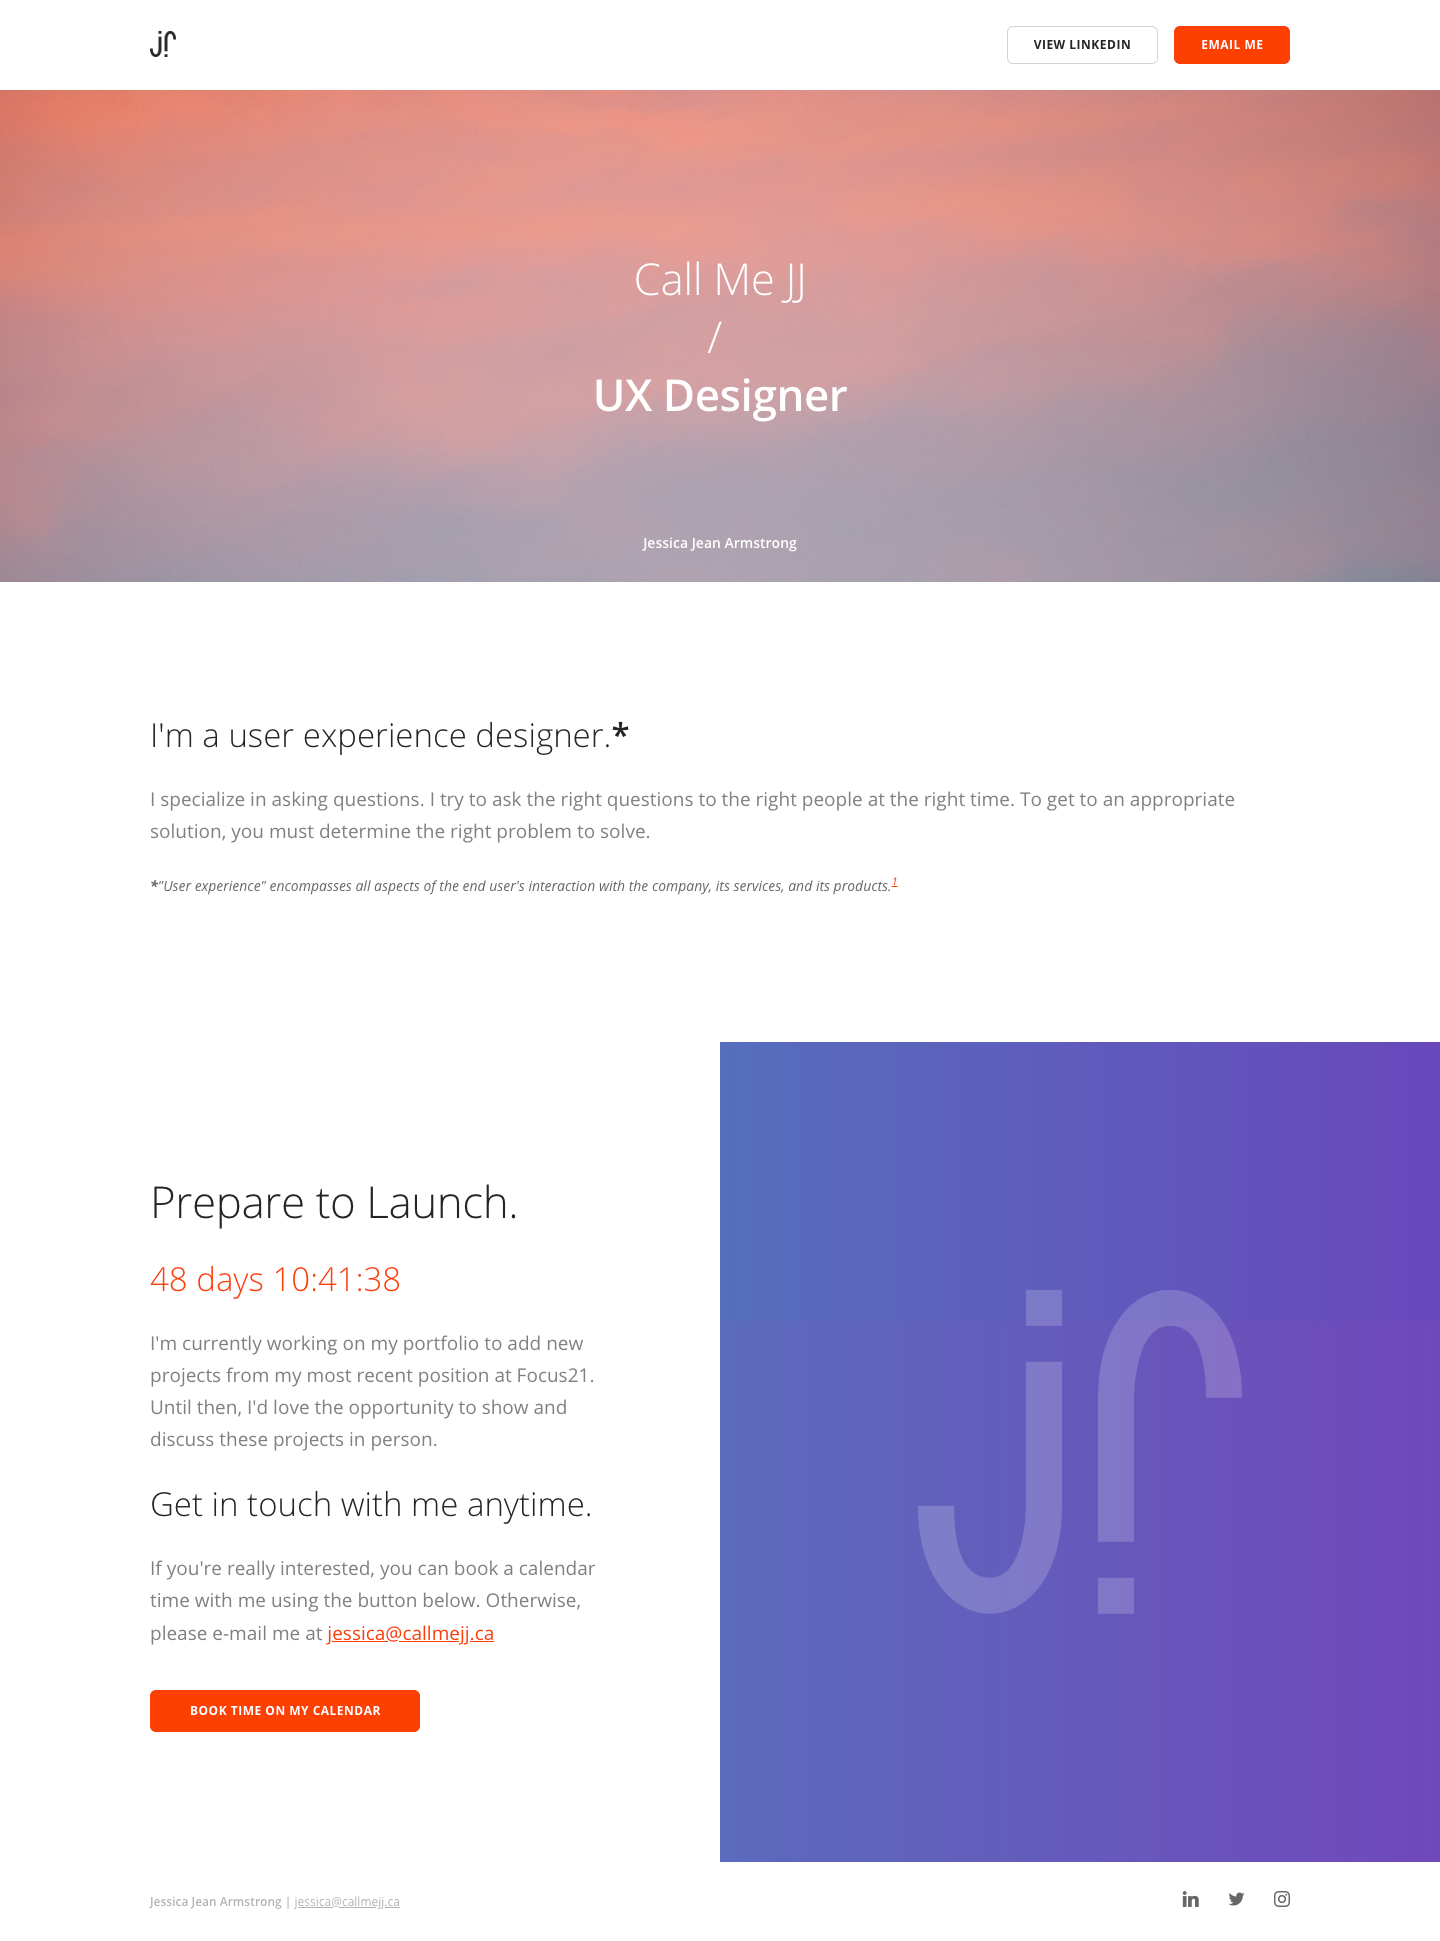 VIEW LINKEDIN
EMAIL ME
Call Me JJ
/
UX Designer
Jessica Jean Armstrong
I'm a user experience designer.*
I specialize in asking questions. I try to ask the right questions to the right people at the right time. To get to an appropriate
solution, you must determine the right problem to solve.
*"User experience" encompasses all aspects of the end user's interaction with the company, its services, and its products.1
Prepare to Launch.
48 days 10:41:38
I'm currently working on my portfolio to add new
projects from my most recent position at Focus21.
Until then, I'd love the opportunity to show and
discuss these projects in person.
Get in touch with me anytime.
If you're really interested, you can book a calendar
time with me using the button below. Otherwise,
please e-mail me at jessica@callmejj.ca
BOOK TIME ON MY CALENDAR
Jessica Jean Armstrong | jessica@callmejj.ca